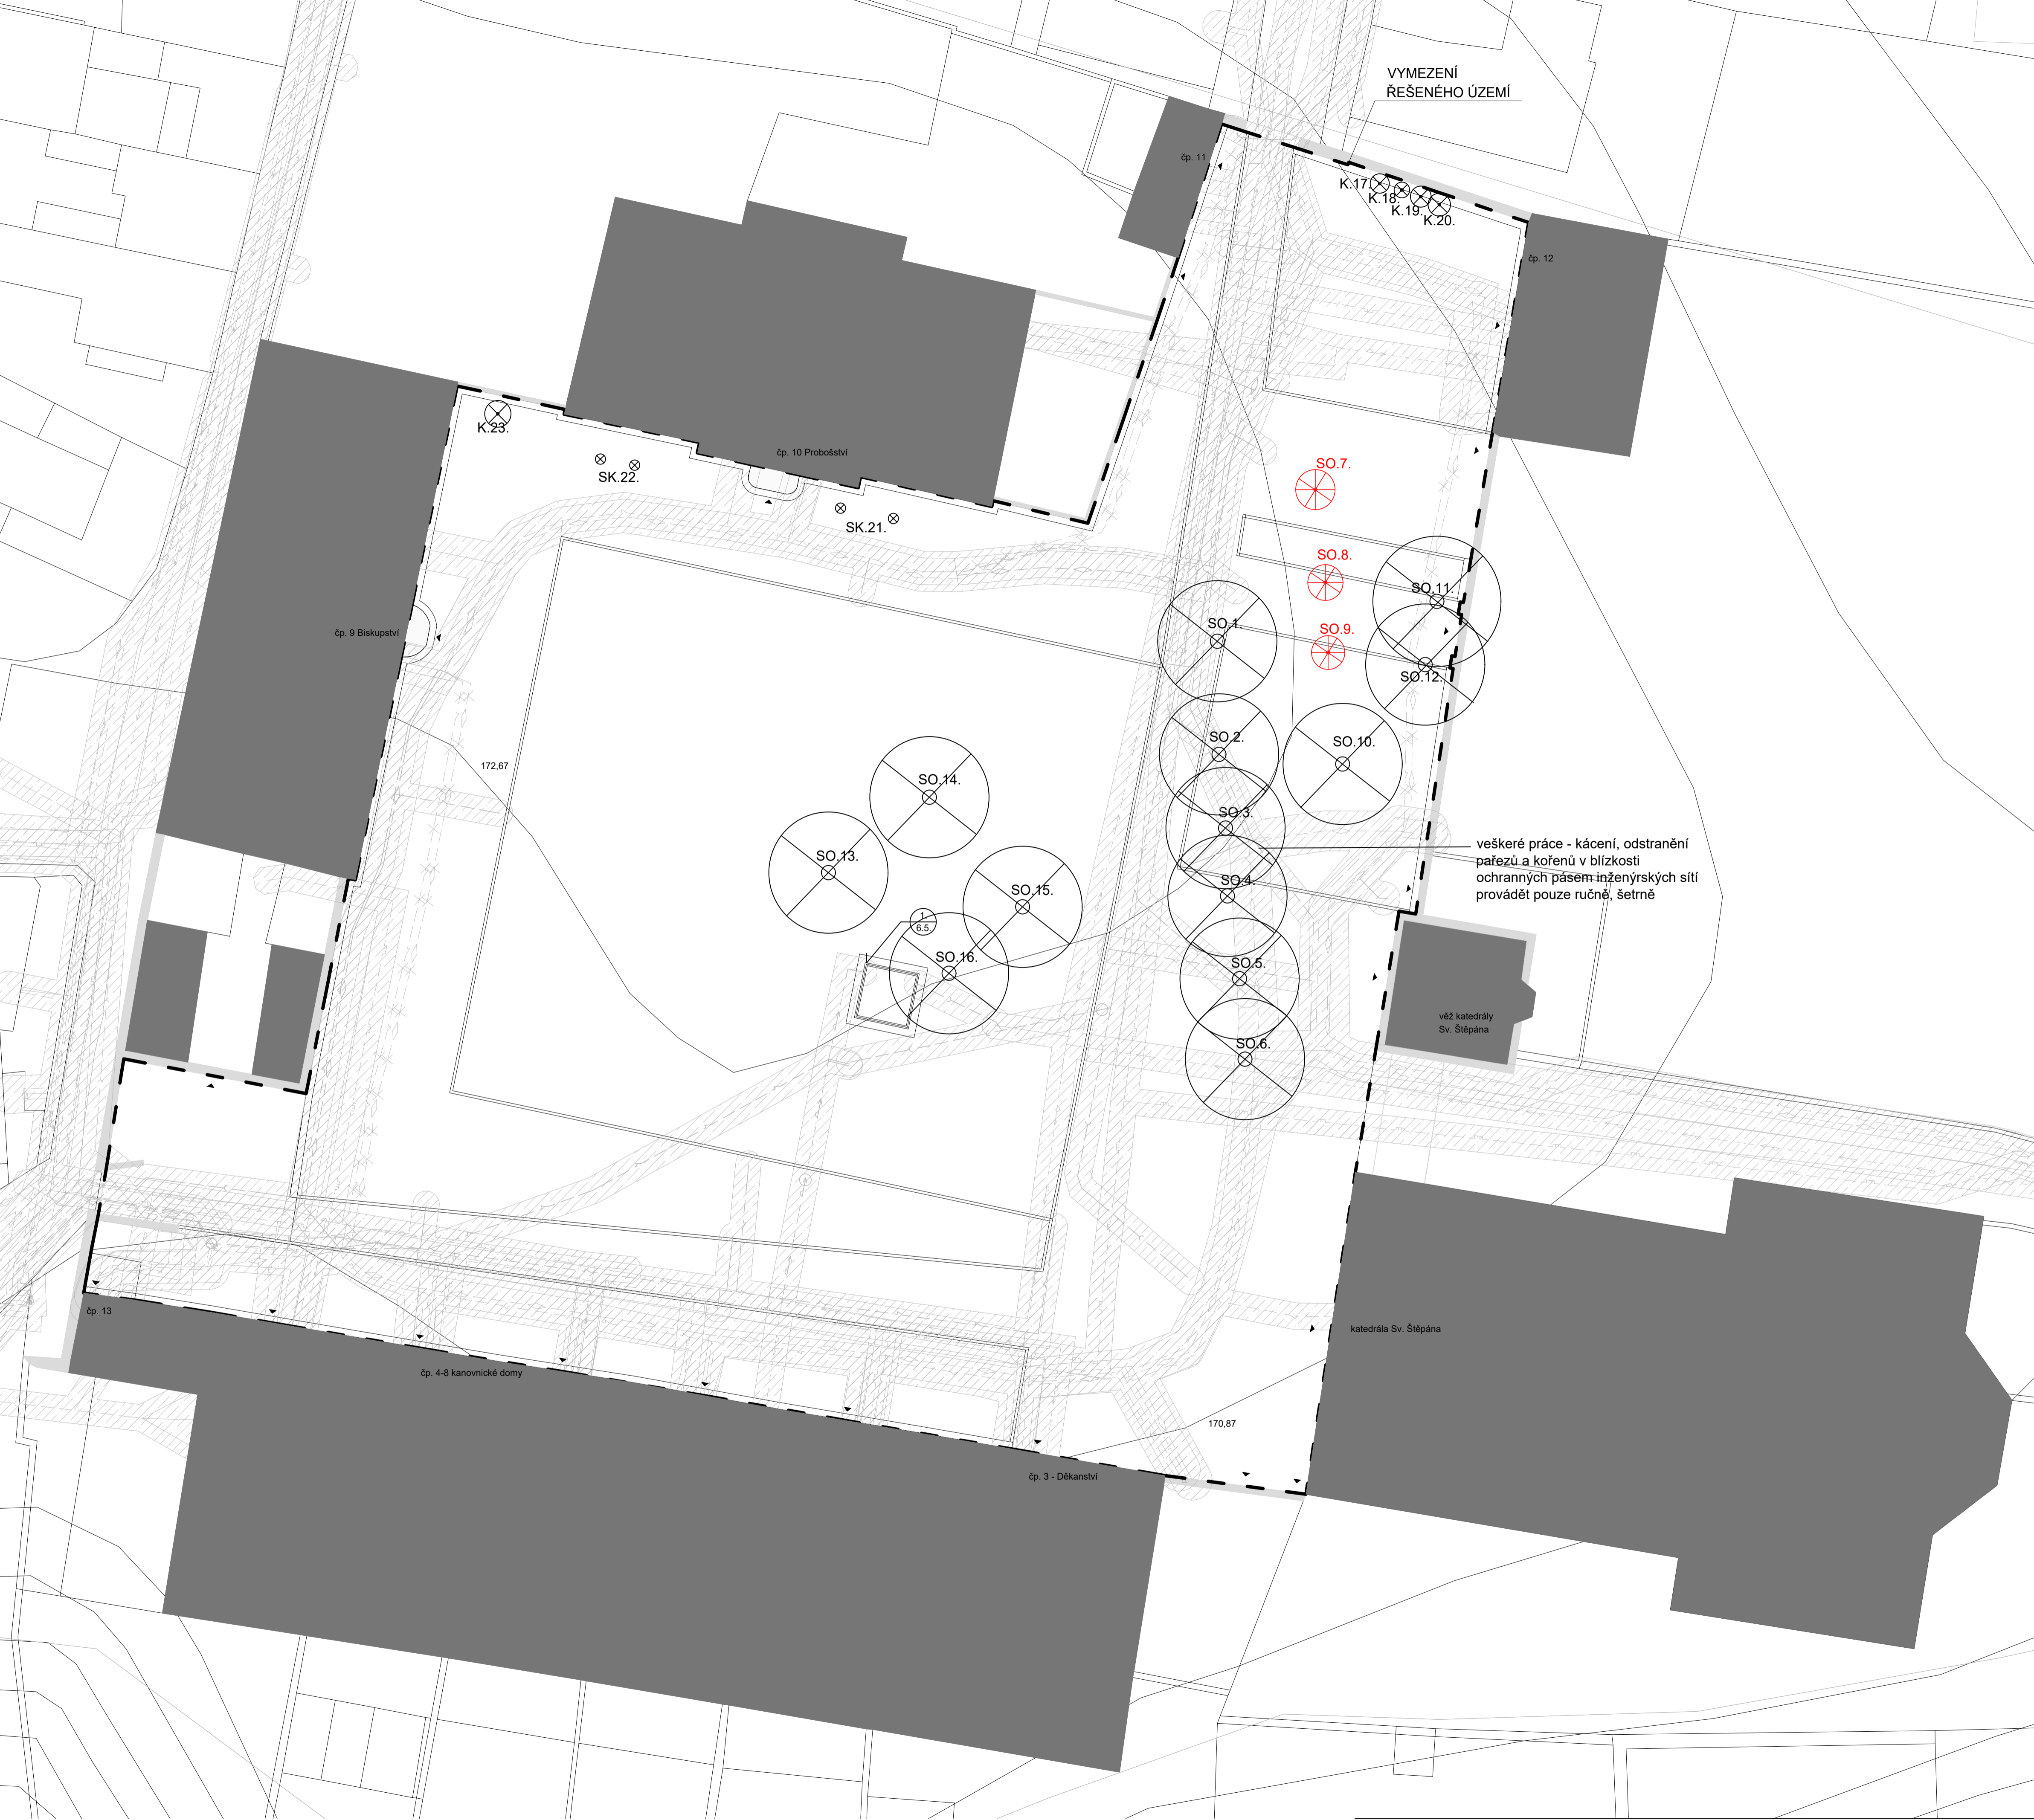 VYMEZENÍ
ŘEŠENÉHO ÚZEMÍ
čp. 11
K.17.
K.18.
K.19.
K.20.
čp. 12
K.23.
SK.22.
čp. 10 Probošství
SK.21.
SO.7.
SO.8.
SO.9.
SO.11.
SO.12.
SO.1.
SO.2.
SO.10.
SO.3.
SO.4.
SO.5.
SO.6.
čp. 9 Biskupství
172,67
SO.14.
SO.13.
SO.15.
SO.16.
1.
6.5.
veškeré práce - kácení, odstranění
pařezů a kořenů v blízkosti
ochranných pásem inženýrských sítí
provádět pouze ručně, šetrně
věž katedrály
Sv. Štěpána
čp. 13
čp. 4-8 kanovnické domy
katedrála Sv. Štěpána
170,87
čp. 3 - Děkanství